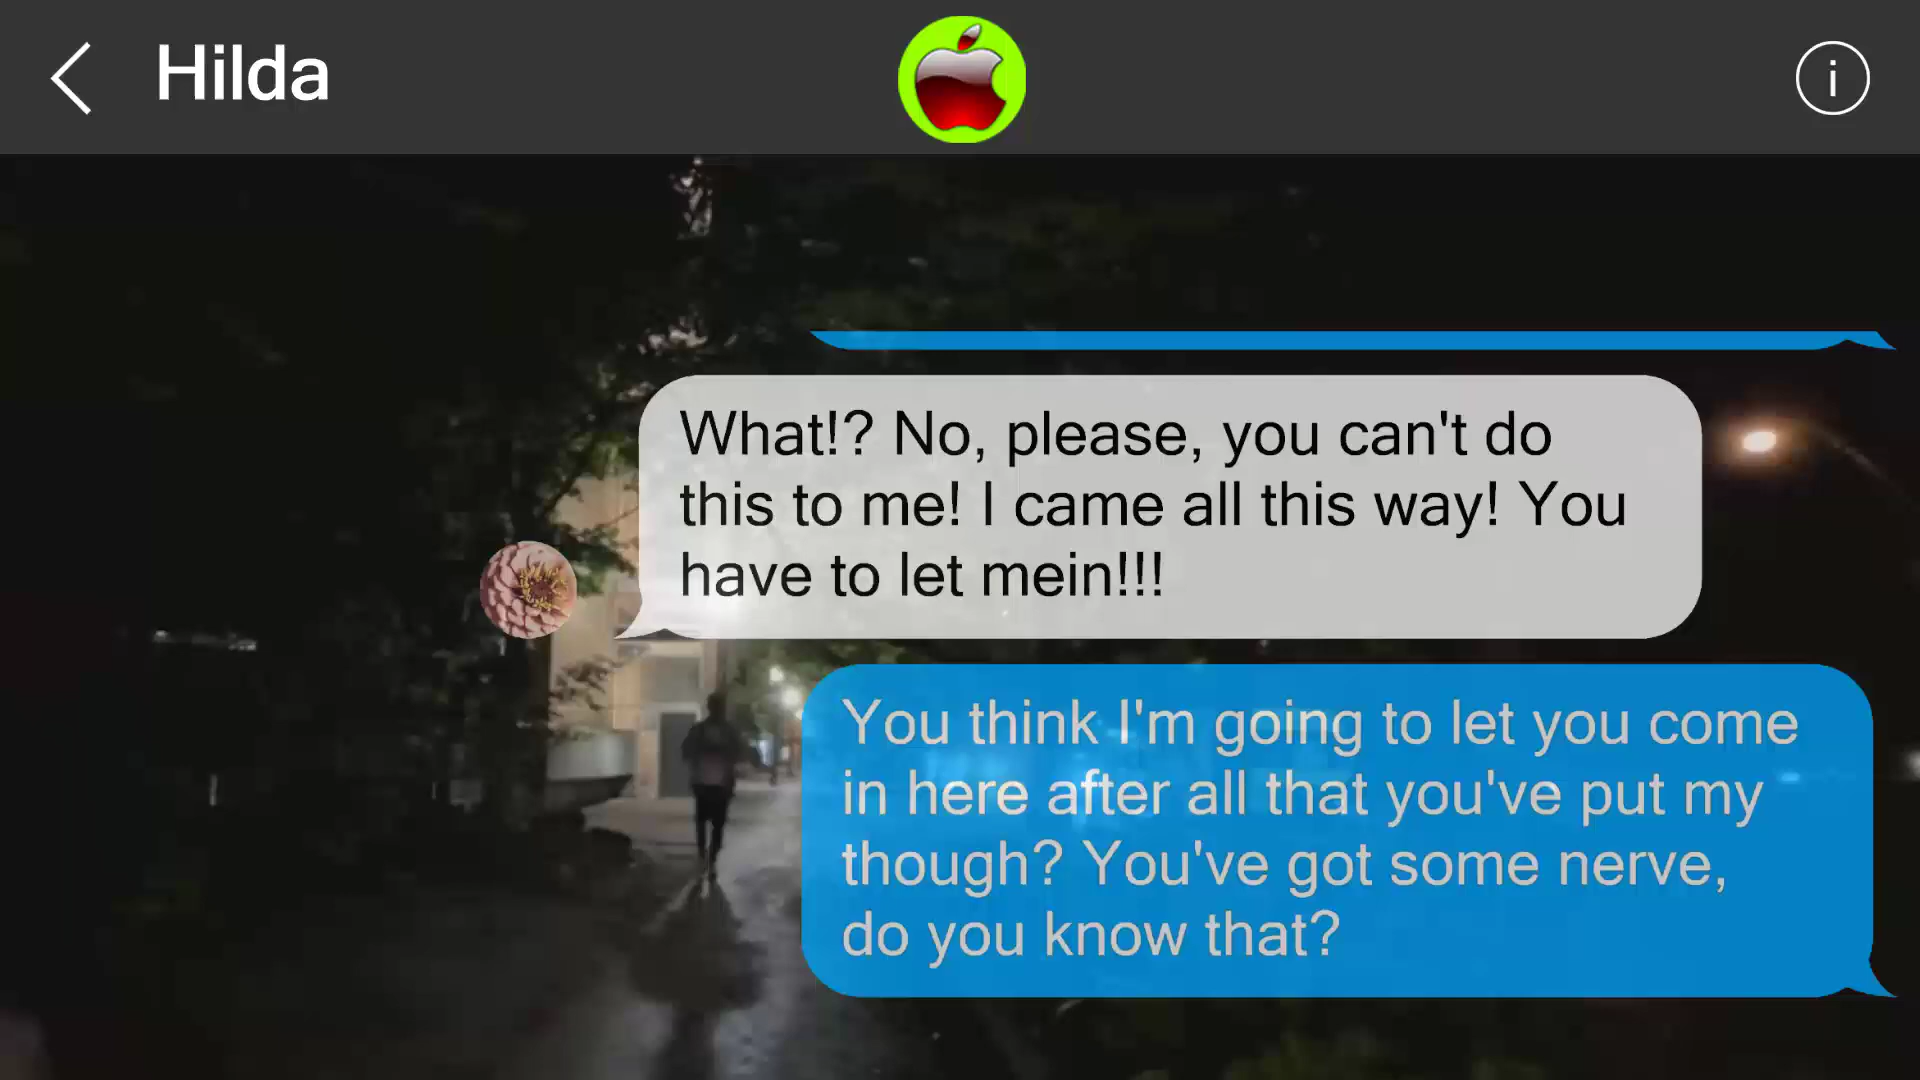 Hilda
i
What!? No, please, you can't do
this to me! I came all this way! You
have to let mein!!!
You think I'm going to let you come
in here after all that you've put my
though? You've got some nerve,
do you know that?